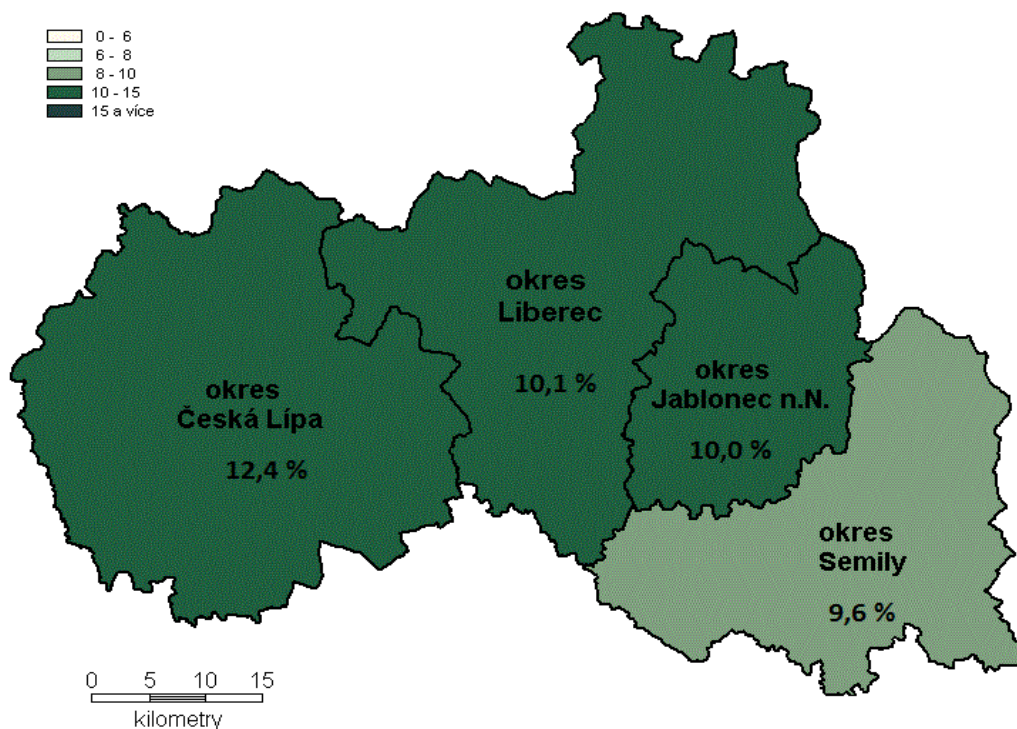 0 - 6
6 - 8
8 - 10
10 - 15
15 a více
okres
Liberec
10,1 %
okres
Jablonec n.N.
10,0 %
okres
Česká Lípa
12,4 %
okres
Semily
9,6 %
0 5 10 15
kilometry